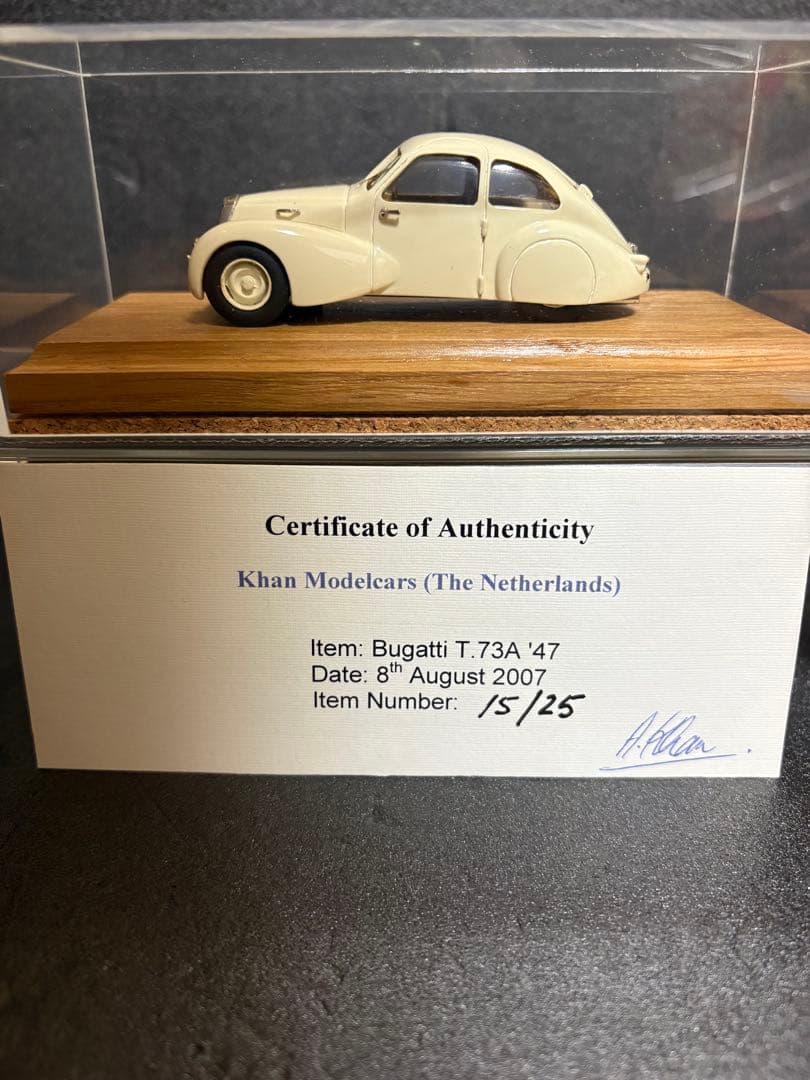 Certificate of Authenticity
Khan Modelcars (The Netherlands)
Item: Bugatti T.73A '47
Date: 8th August 2007
Item Number: 15/25
A.Khan.